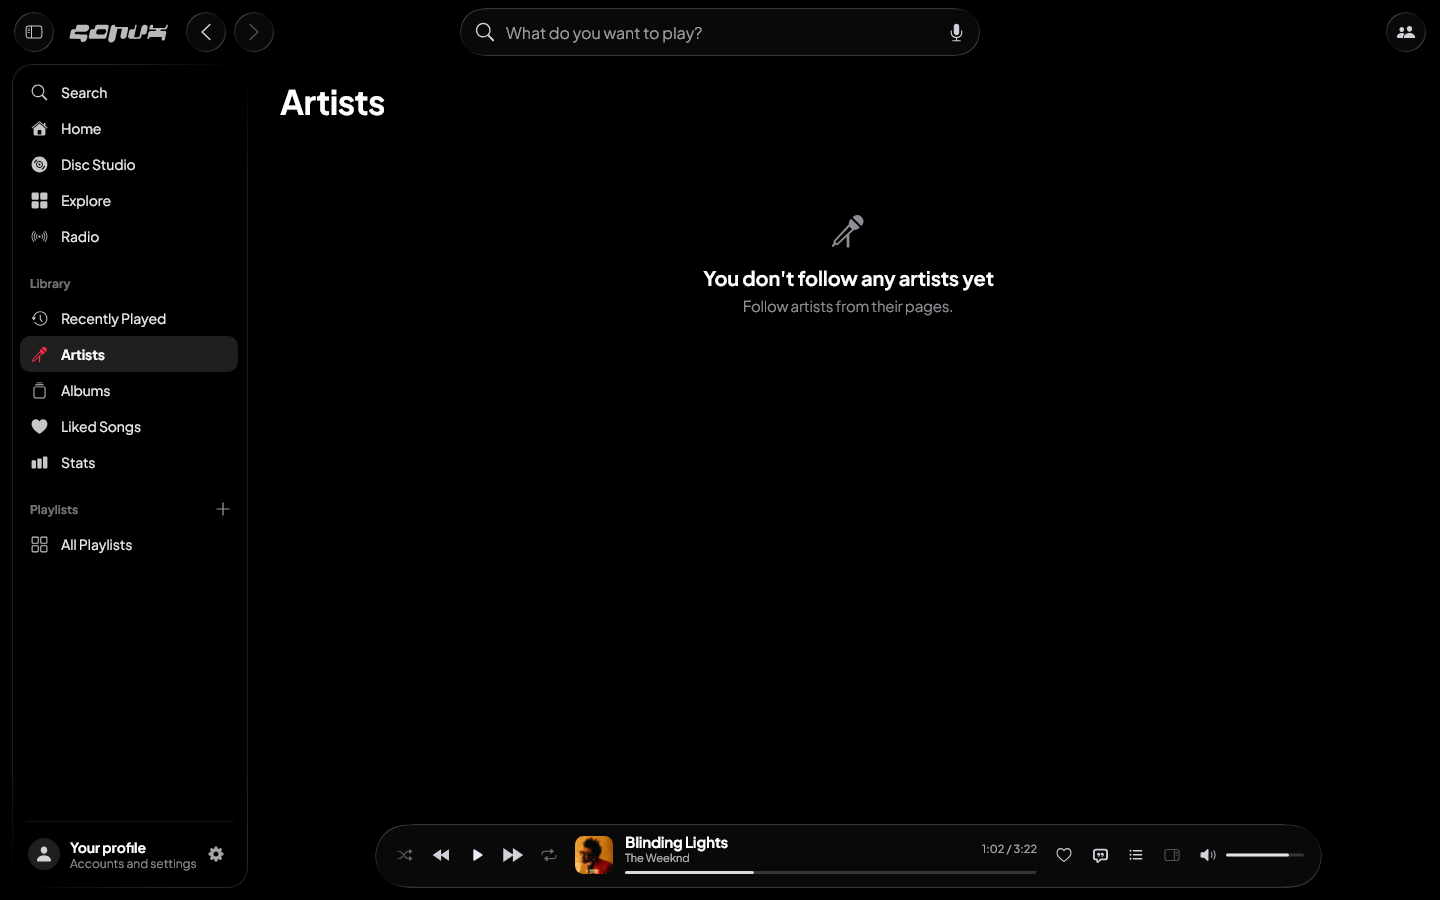 What do you want to play?
Search
Home
Disc Studio
Explore
Radio
Library
Recently Played
Artists
Albums
Liked Songs
Stats
Playlists
All Playlists
Your profile
Accounts and settings
Artists
You don't follow any artists yet
Follow artists from their pages.
Blinding Lights
The Weeknd
1:02 / 3:22